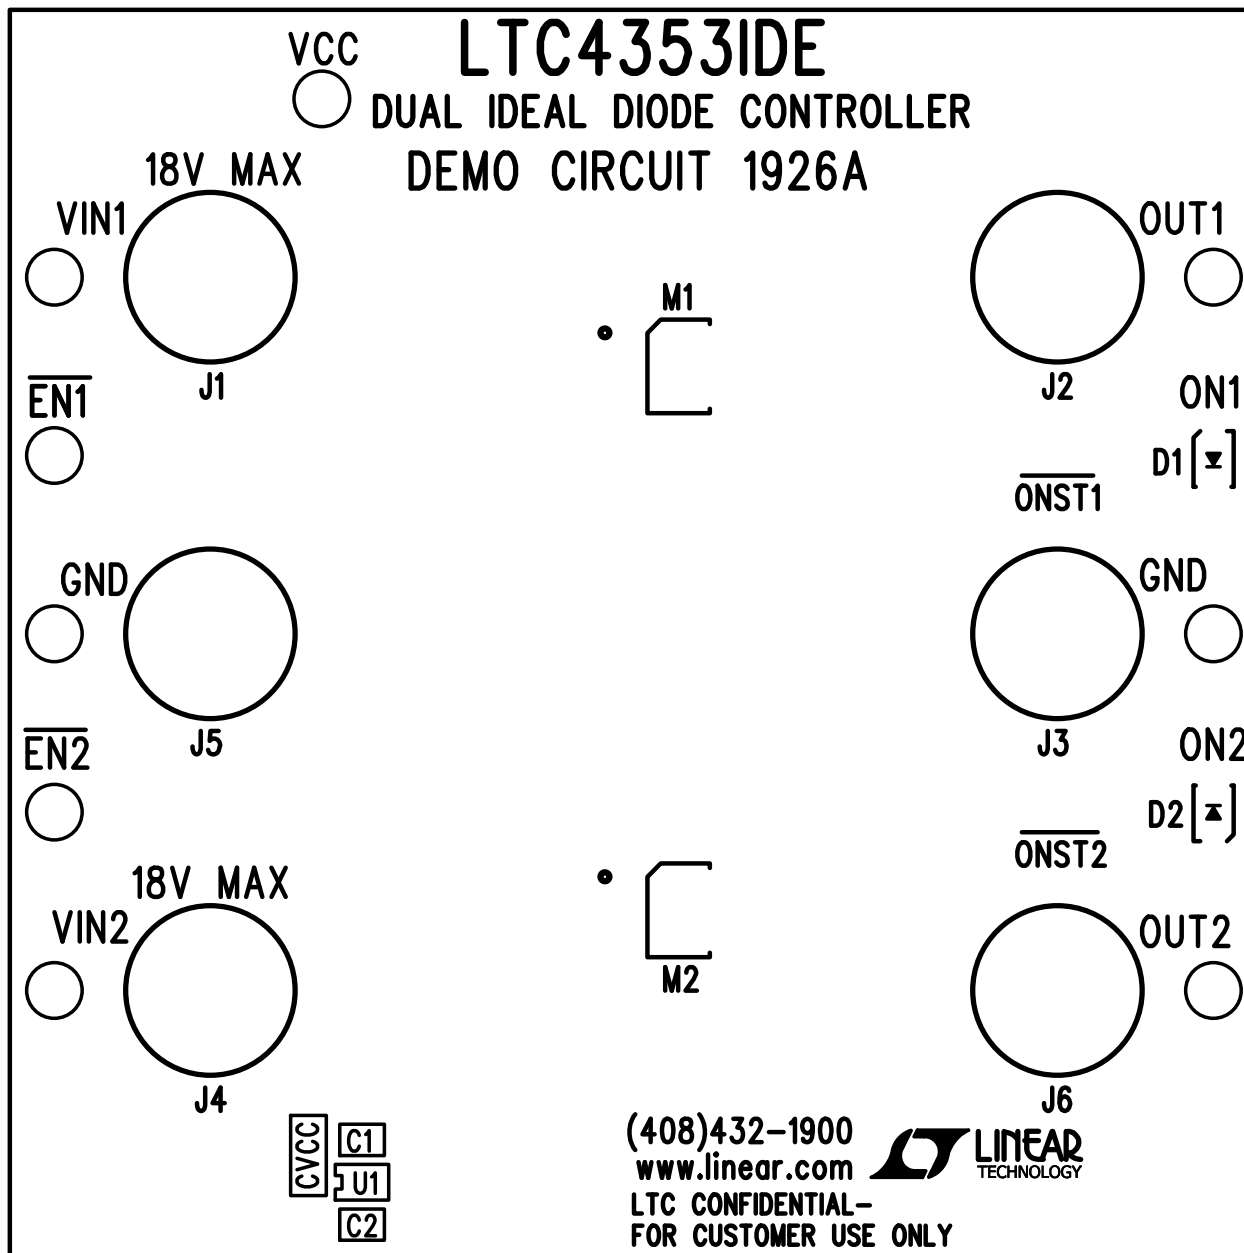 LTC4353IDE
VCC
DUAL IDEAL DIODE CONTROLLER
DEMO CIRCUIT 1926A
18V MAX
VIN1
OUT1
M1
J1
J2
EN1
ON1
D1
ONST1
GND
GND
J5
J3
EN2
ON2
D2
ONST2
18V MAX
VIN2
OUT2
M2
J4
J6
CVCC
C1
U1
C2
(408)432-1900
www.linear.com
LINEAR
TECHNOLOGY
LTC CONFIDENTIAL-
FOR CUSTOMER USE ONLY